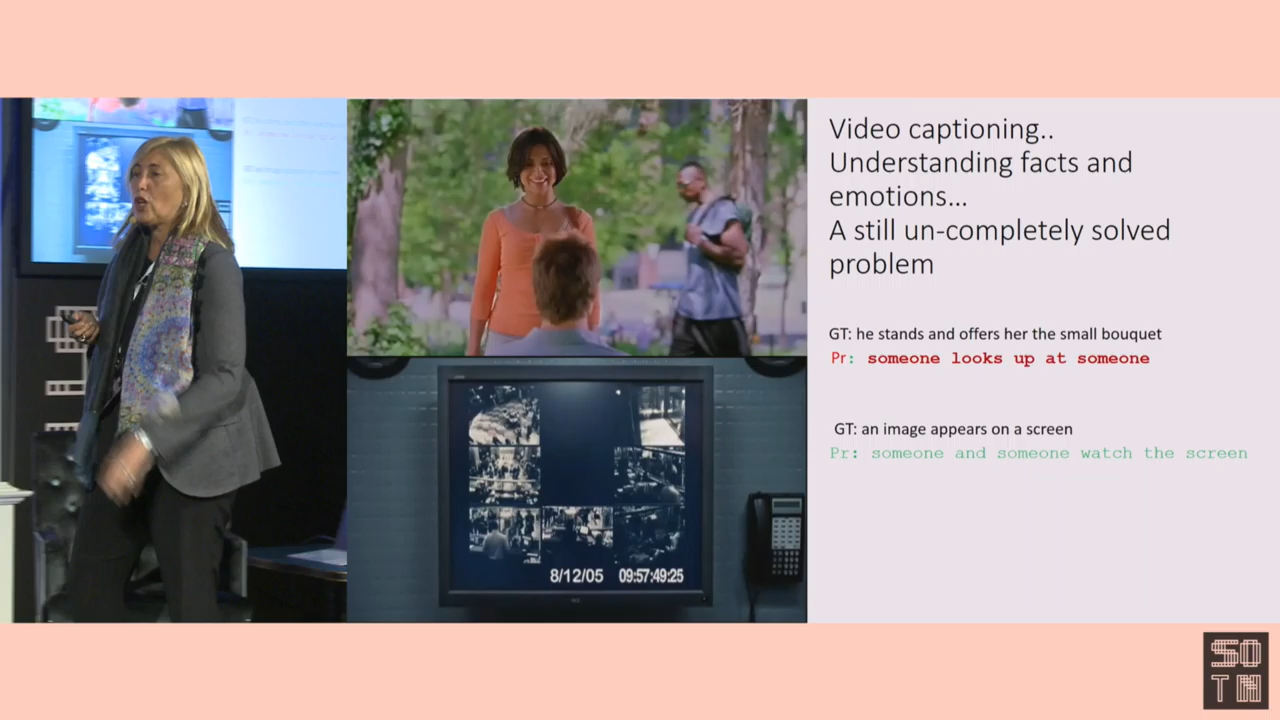 Video captioning..
Understanding facts and
emotions...
A still un-completely solved
problem
GT: he stands and offers her the small bouquet
Pr: someone looks up at someone
GT: an image appears on a screen
Pr: someone and someone watch the screen
8/12/05 09:57:49:25
SO
TN